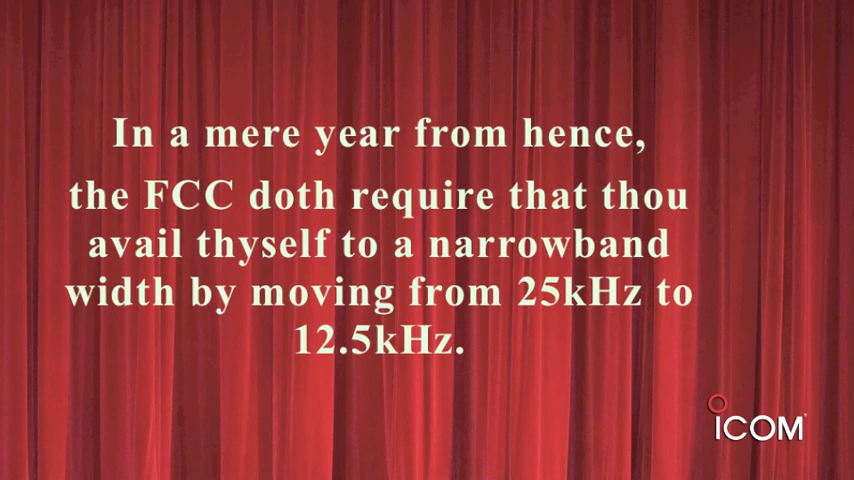 In a mere year from hence,
the FCC doth require that thou
avail thyself to a narrowband
width by moving from 25kHz to
12.5kHz.
ICOM